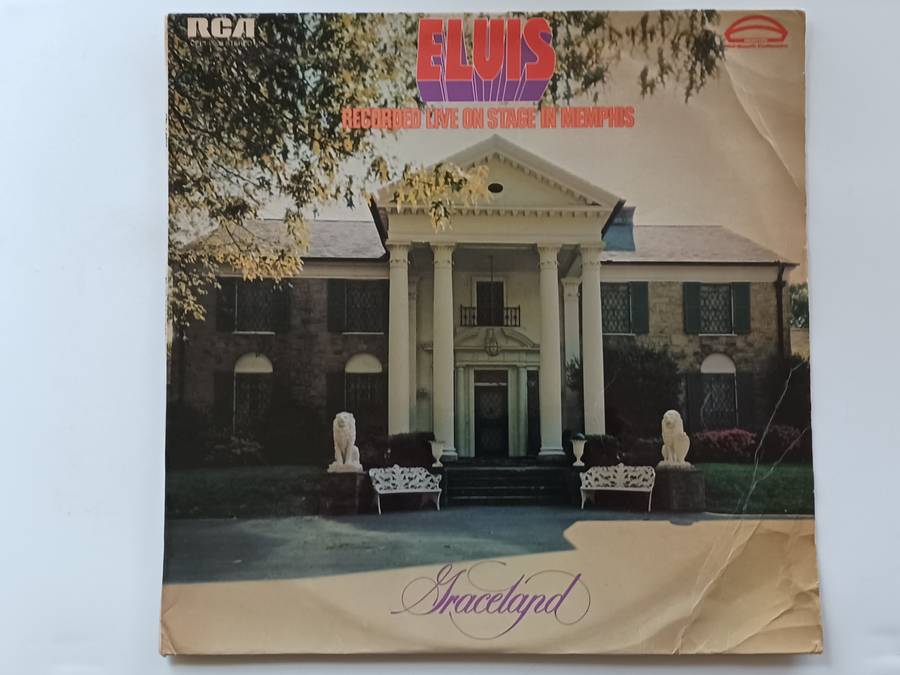 RCA
ELVIS
RECORDED LIVE ON STAGE IN MEMPHIS
Graceland